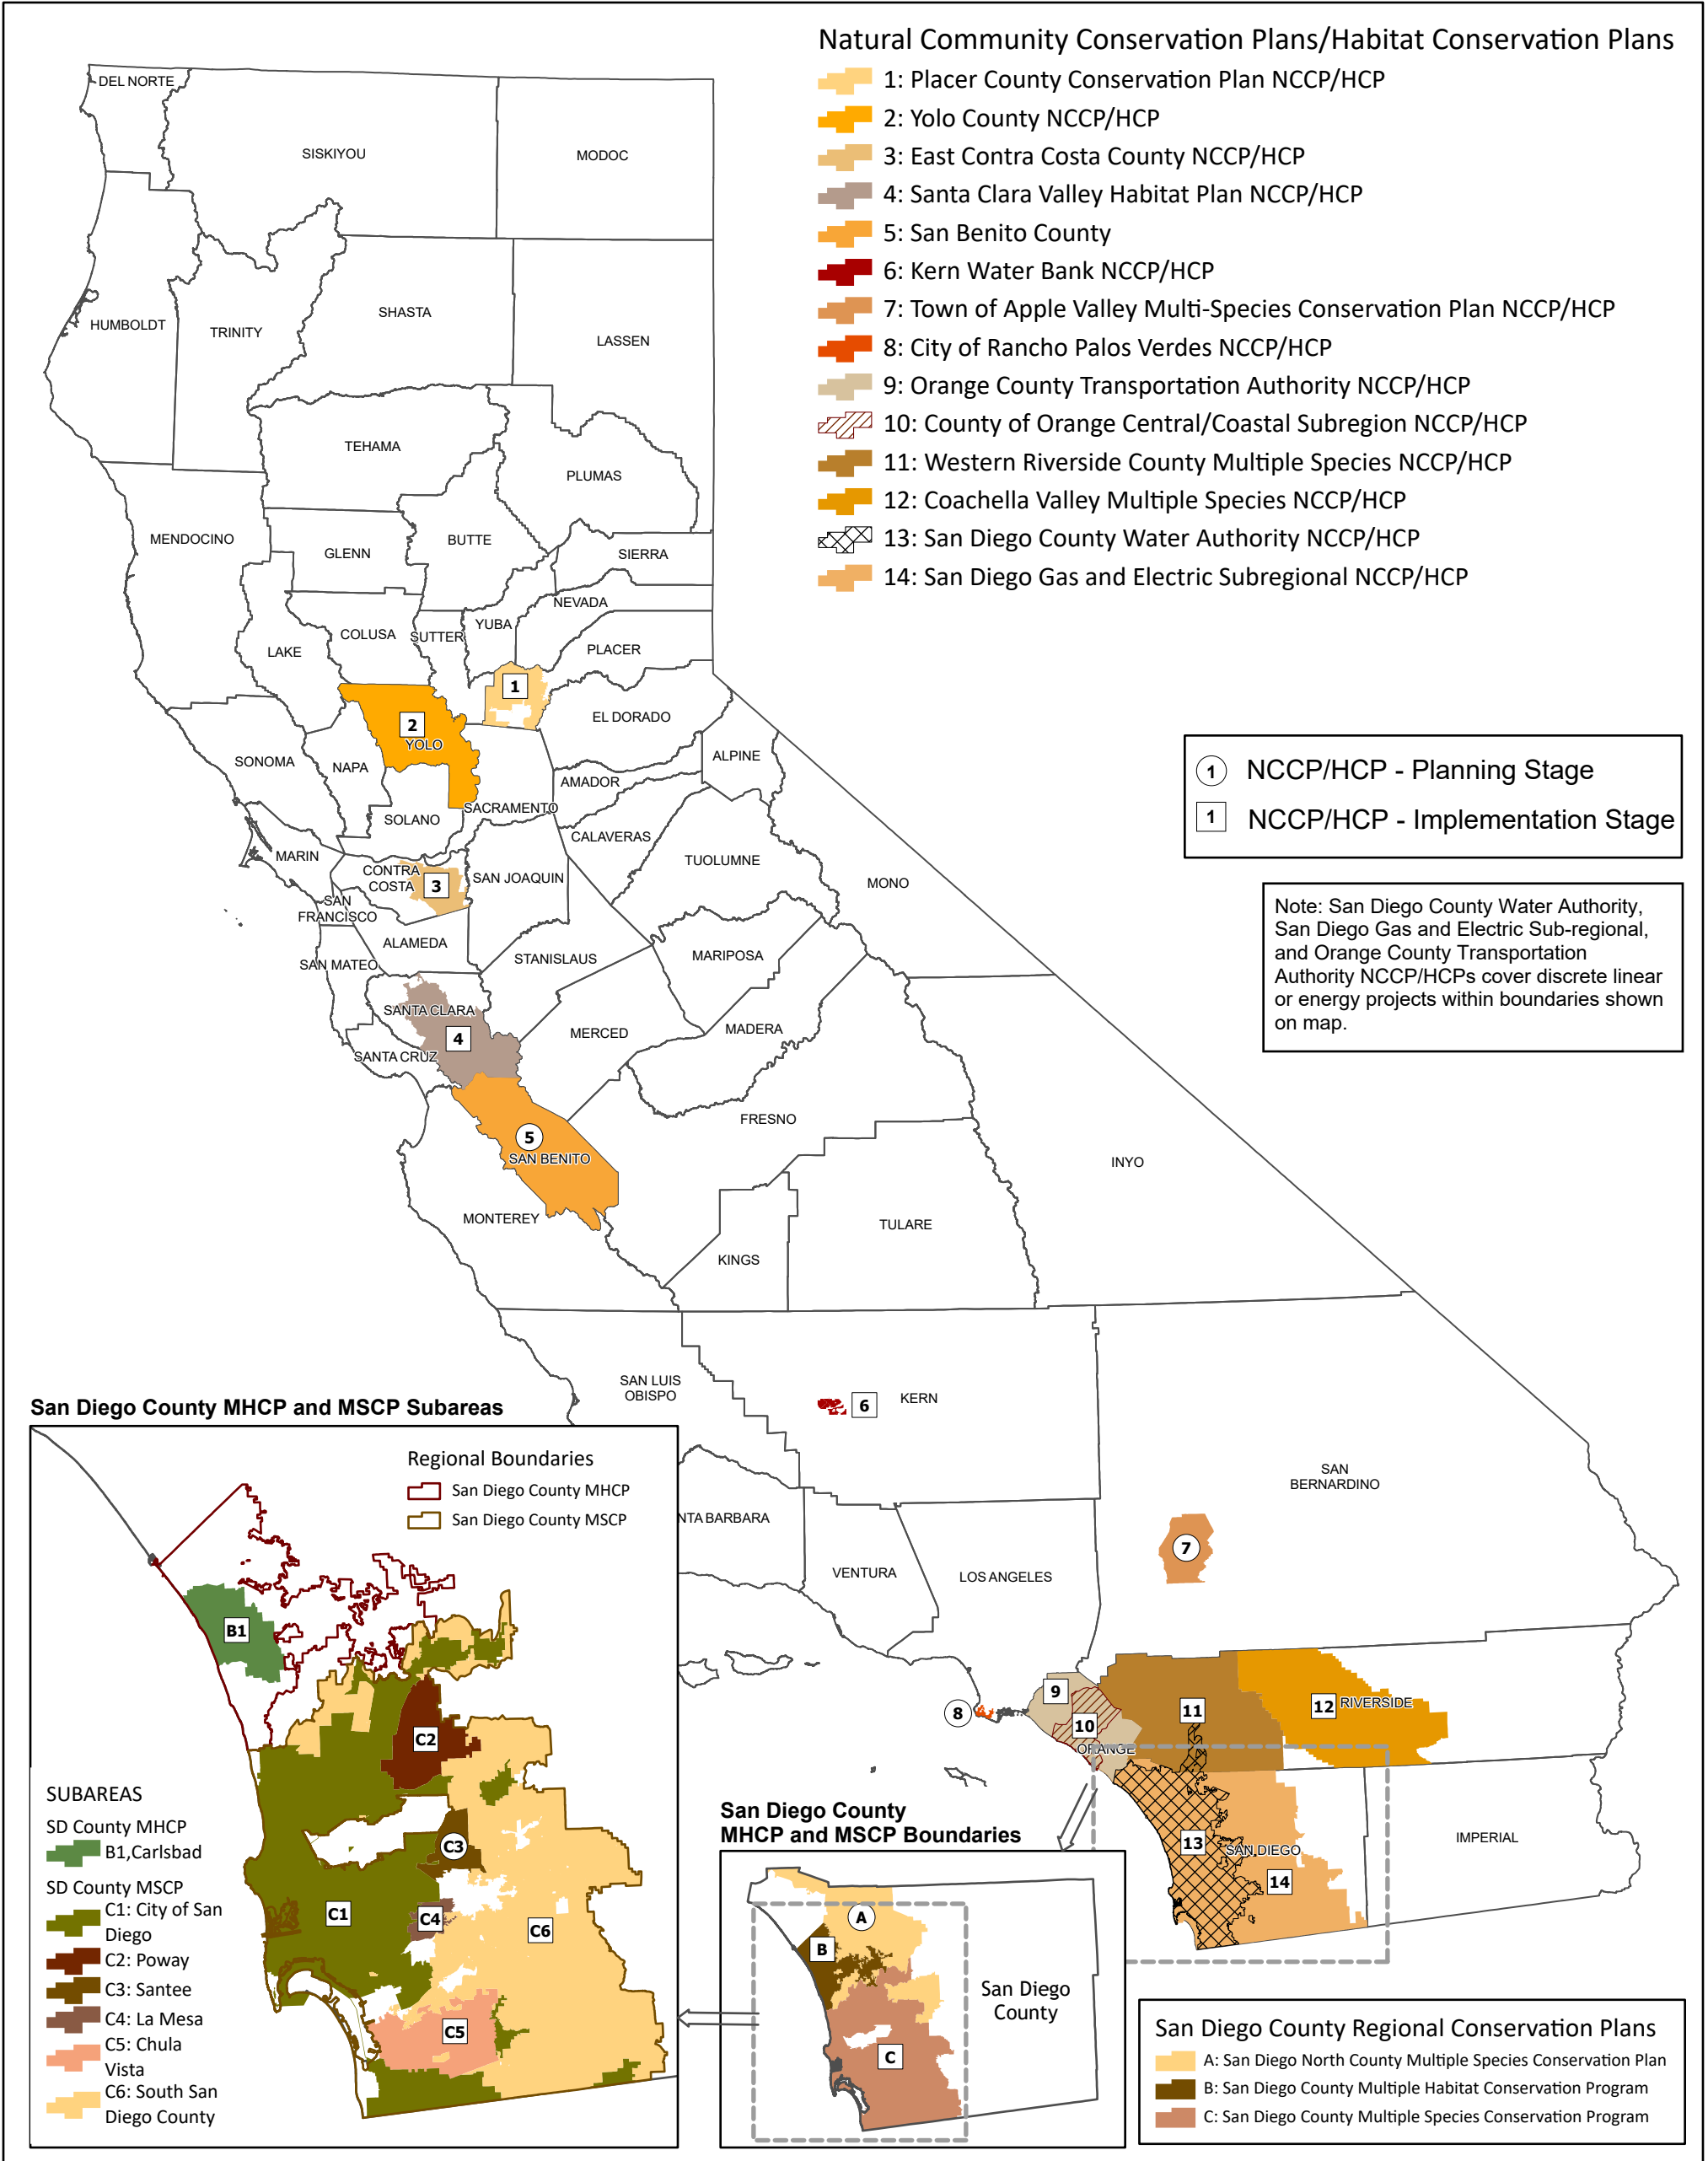 Natural Community Conservation Plans/Habitat Conservation Plans
1: Placer County Conservation Plan NCCP/HCP
2: Yolo County NCCP/HCP
3: East Contra Costa County NCCP/HCP
4: Santa Clara Valley Habitat Plan NCCP/HCP
5: San Benito County
6: Kern Water Bank NCCP/HCP
7: Town of Apple Valley Multi-Species Conservation Plan NCCP/HCP
8: City of Rancho Palos Verdes NCCP/HCP
9: Orange County Transportation Authority NCCP/HCP
10: County of Orange Central/Coastal Subregion NCCP/HCP
11: Western Riverside County Multiple Species NCCP/HCP
12: Coachella Valley Multiple Species NCCP/HCP
13: San Diego County Water Authority NCCP/HCP
14: San Diego Gas and Electric Subregional NCCP/HCP
1 NCCP/HCP - Planning Stage
1 NCCP/HCP - Implementation Stage
Note: San Diego County Water Authority,
San Diego Gas and Electric Sub-regional,
and Orange County Transportation
Authority NCCP/HCPs cover discrete linear
or energy projects within boundaries shown
on map.
DEL NORTE
SISKIYOU
MODOC
HUMBOLDT
TRINITY
SHASTA
LASSEN
TEHAMA
PLUMAS
MENDOCINO
GLENN
BUTTE
SIERRA
NEVADA
YUBA
COLUSA
SUTTER
LAKE
PLACER
1
EL DORADO
2
YOLO
SONOMA
NAPA
ALPINE
AMADOR
SACRAMENTO
SOLANO
CALAVERAS
MARIN
TUOLUMNE
CONTRA
COSTA
3
SAN JOAQUIN
MONO
SAN
FRANCISCO
ALAMEDA
SAN MATEO
STANISLAUS
MARIPOSA
SANTA CLARA
4
MERCED
MADERA
SANTA CRUZ
FRESNO
5
SAN BENITO
INYO
MONTEREY
TULARE
KINGS
SAN LUIS
OBISPO
6
KERN
SAN
BERNARDINO
NTA BARBARA
7
VENTURA
LOS ANGELES
8
9
10
ORANGE
11
12
RIVERSIDE
13
SAN DIEGO
14
IMPERIAL
San Diego County MHCP and MSCP Subareas
Regional Boundaries
San Diego County MHCP
San Diego County MSCP
B1
C2
C3
C1
C4
C6
C5
SUBAREAS
SD County MHCP
B1,Carlsbad
SD County MSCP
C1: City of San
Diego
C2: Poway
C3: Santee
C4: La Mesa
C5: Chula
Vista
C6: South San
Diego County
San Diego County
MHCP and MSCP Boundaries
A
B
C
San Diego
County
San Diego County Regional Conservation Plans
A: San Diego North County Multiple Species Conservation Plan
B: San Diego County Multiple Habitat Conservation Program
C: San Diego County Multiple Species Conservation Program